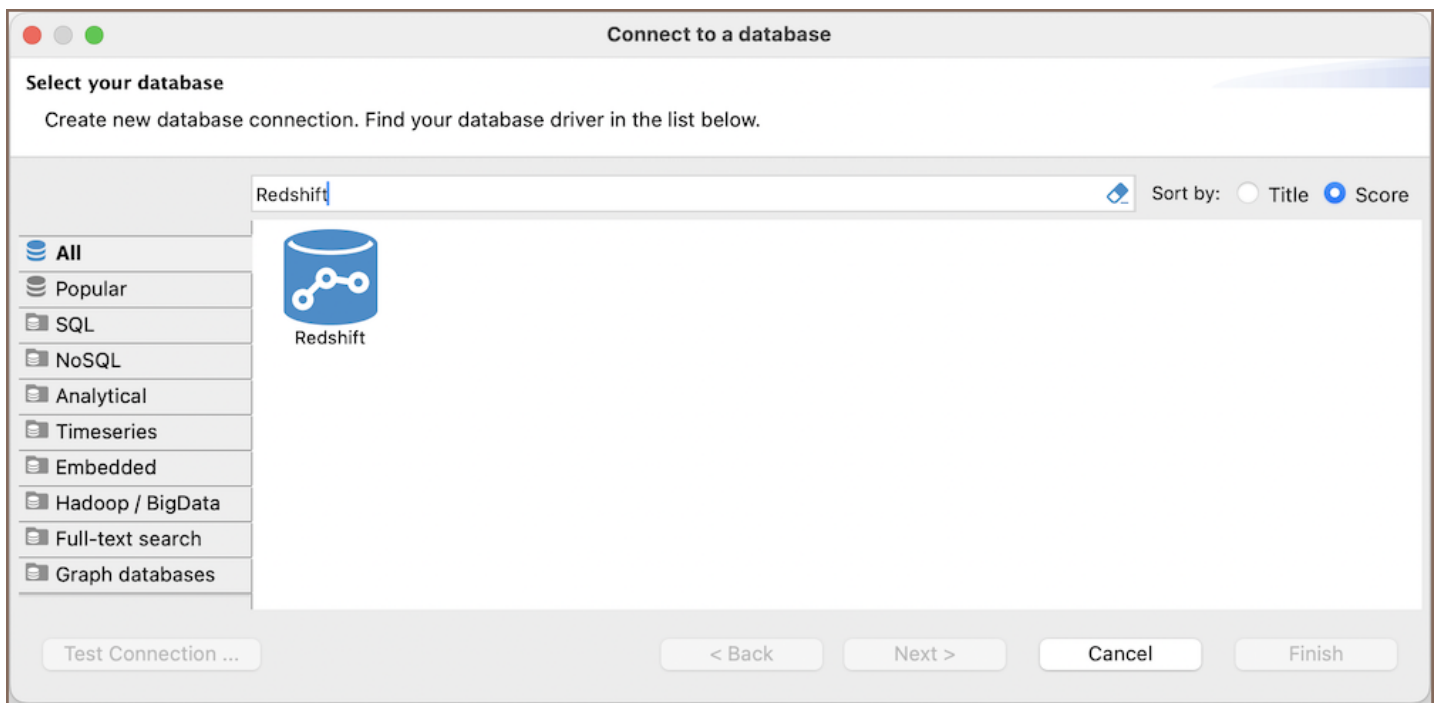 Connect to a database
Select your database
Create new database connection. Find your database driver in the list below.
Redshift
Sort by: Title Score
All
Popular
SQL
NoSQL
Analytical
Timeseries
Embedded
Hadoop / BigData
Full-text search
Graph databases
Redshift
Test Connection ...
< Back
Next >
Cancel
Finish